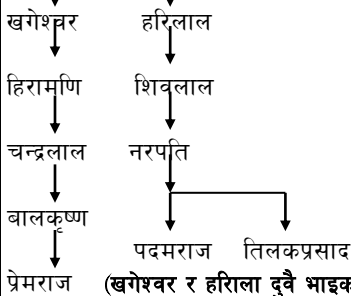 खगेश्वर हरिलाल
हिरामणि शिवलाल
चन्द्रलाल नरपति
बालकृष्ण
पदमराज तिलकप्रसाद
प्रेमराज (खगेश्वर र हरिाला दुवै भाइक